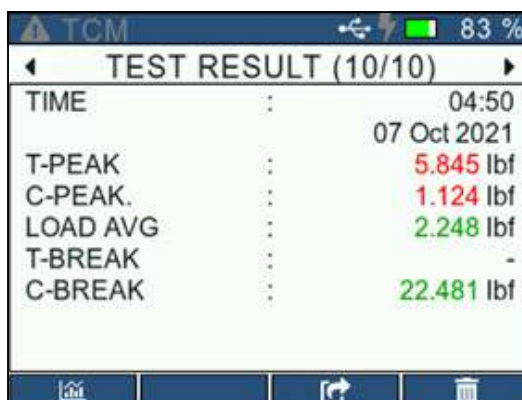 TCM 83 %
TEST RESULT (10/10)
TIME : 04:50
07 Oct 2021
T-PEAK : 5.845 lbf
C-PEAK. : 1.124 lbf
LOAD AVG : 2.248 lbf
T-BREAK : -
C-BREAK : 22.481 lbf